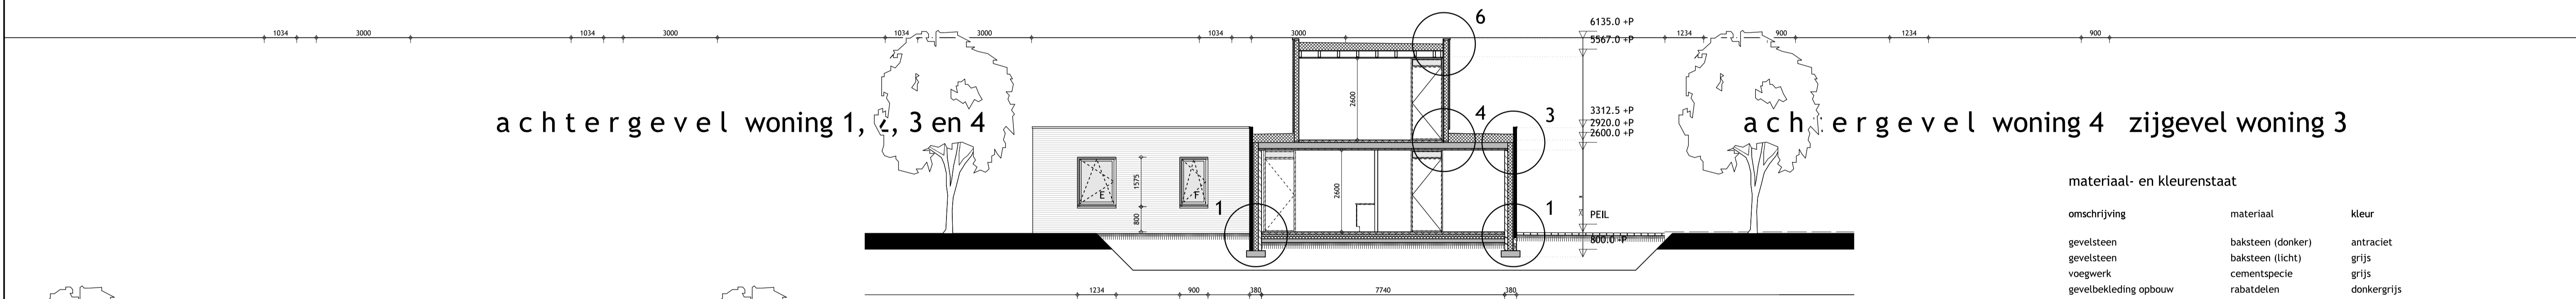 1034 3000 1034 3000 1034 3000 1034 3000 1234 900 1234 900
6
6135.0 +P
5567.0 +P
achtergevel woning 1, 2, 3 en 4
2600
4
3
3312.5 +P
2920.0 +P
2600.0 +P
achtergevel woning 4 zijgevel woning 3
E
F
1575
800
2600
1
1
PEIL
800.0 -P
1234 900 380 7740 380
materiaal- en kleurenstaat
omschrijving materiaal kleur
gevelsteen baksteen (donker) antraciet
gevelsteen baksteen (licht) grijs
voegwerk cementspecie grijs
gevelbekleding opbouw rabatdelen donkergrijs